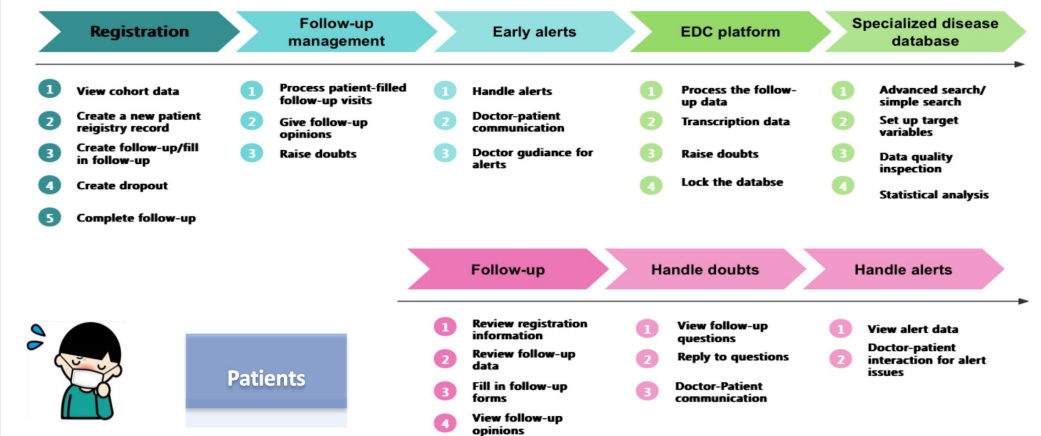 Registration
Follow-up
management
Early alerts
EDC platform
Specialized disease
database
1 View cohort data
2 Create a new patient
reigistry record
3 Create follow-up/fill
in follow-up
4 Create dropout
5 Complete follow-up
1 Process patient-filled
follow-up visits
2 Give follow-up
opinions
3 Raise doubts
1 Handle alerts
2 Doctor-patient
communication
3 Doctor gudiance for
alerts
1 Process the follow-
up data
2 Transcription data
3 Raise doubts
4 Lock the databse
1 Advanced search/
simple search
2 Set up target
variables
3 Data quality
inspection
4 Statistical analysis
Follow-up
Handle doubts
Handle alerts
Patients
1 Review registration
information
2 Review follow-up
data
3 Fill in follow-up
forms
4 View follow-up
opinions
1 View follow-up
questions
2 Reply to questions
3 Doctor-Patient
communication
1 View alert data
2 Doctor-patient
interaction for alert
issues